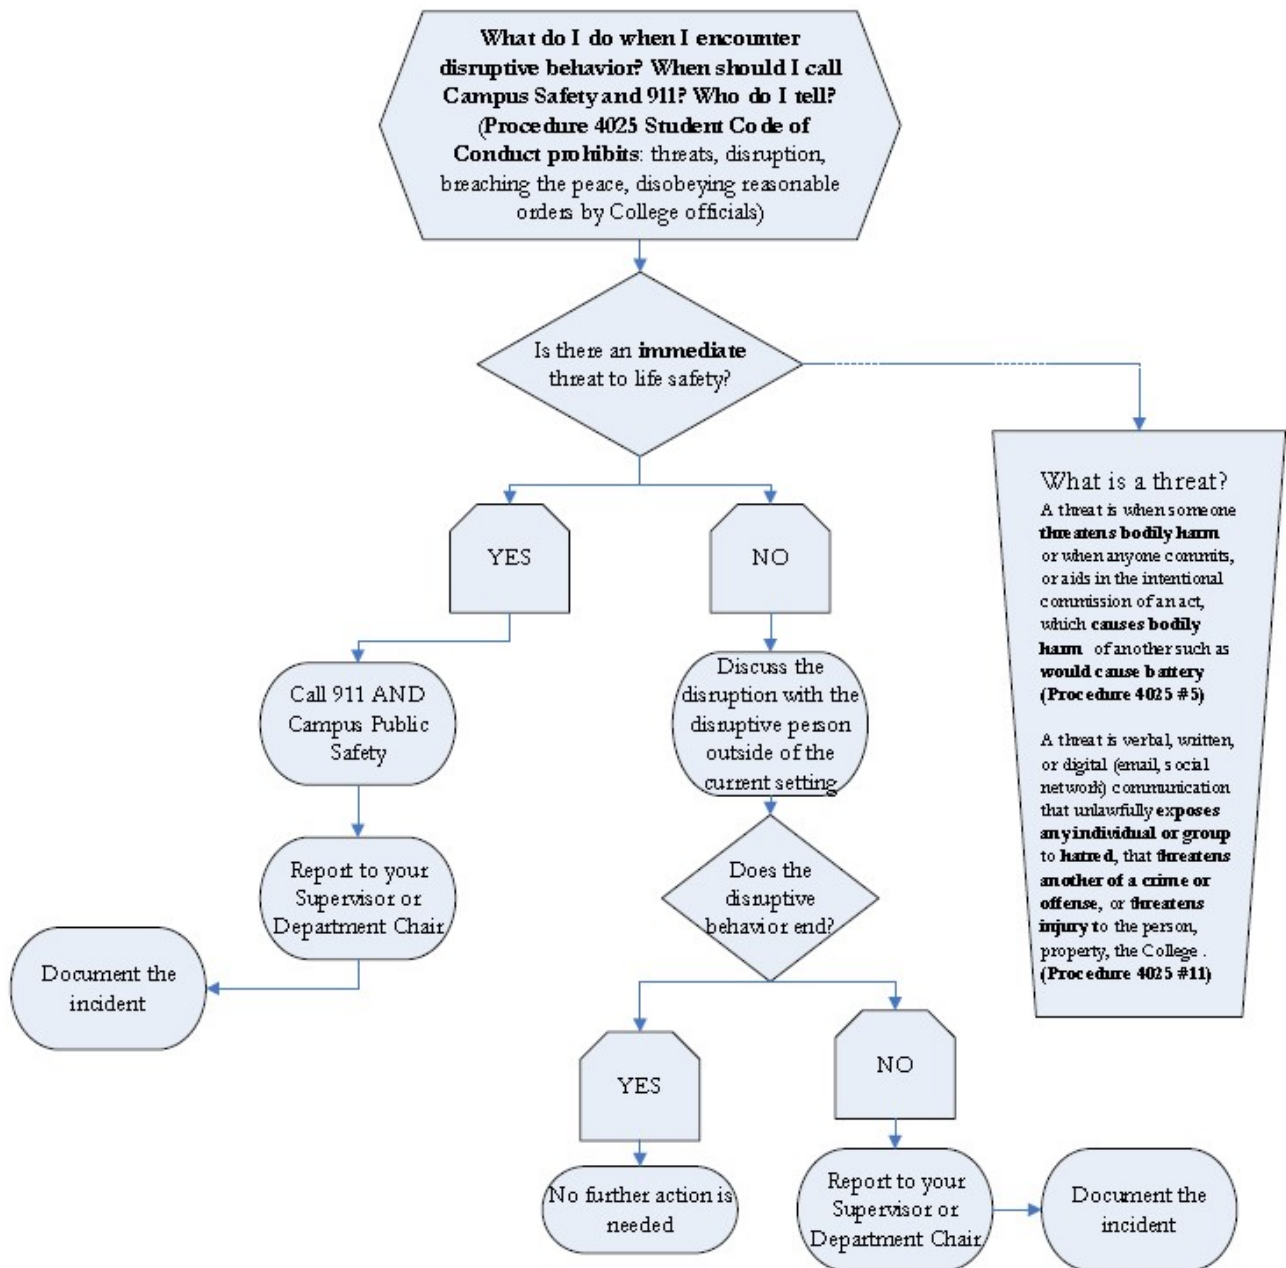 What do I do when I encounter
disruptive behavior? When should I call
Campus Safety and 911? Who do I tell?
(Procedure 4025 Student Code of
Conduct prohibits: threats, disruption,
breaching the peace, disobeying reasonable
orders by College officials)
Is there an immediate
threat to life safety?
YES
NO
What is a threat?
A threat is when someone
threatens bodily harm
or when anyone commits,
or aids in the intentional
commission of an act,
which causes bodily
harm of another such as
would cause battery
(Procedure 4025 #5)
A threat is verbal, written,
or digital (email, social
network) communication
that unlawfully exposes
any individual or group
to hatred, that threatens
another of a crime or
offense, or threatens
injury to the person,
property, the College .
(Procedure 4025 #11)
Call 911 AND
Campus Public
Safety
Discuss the
disruption with the
disruptive person
outside of the
current setting
Report to your
Supervisor or
Department Chair
Does the
disruptive
behavior end?
Document the
incident
YES
NO
No further action is
needed
Report to your
Supervisor or
Department Chair
Document the
incident